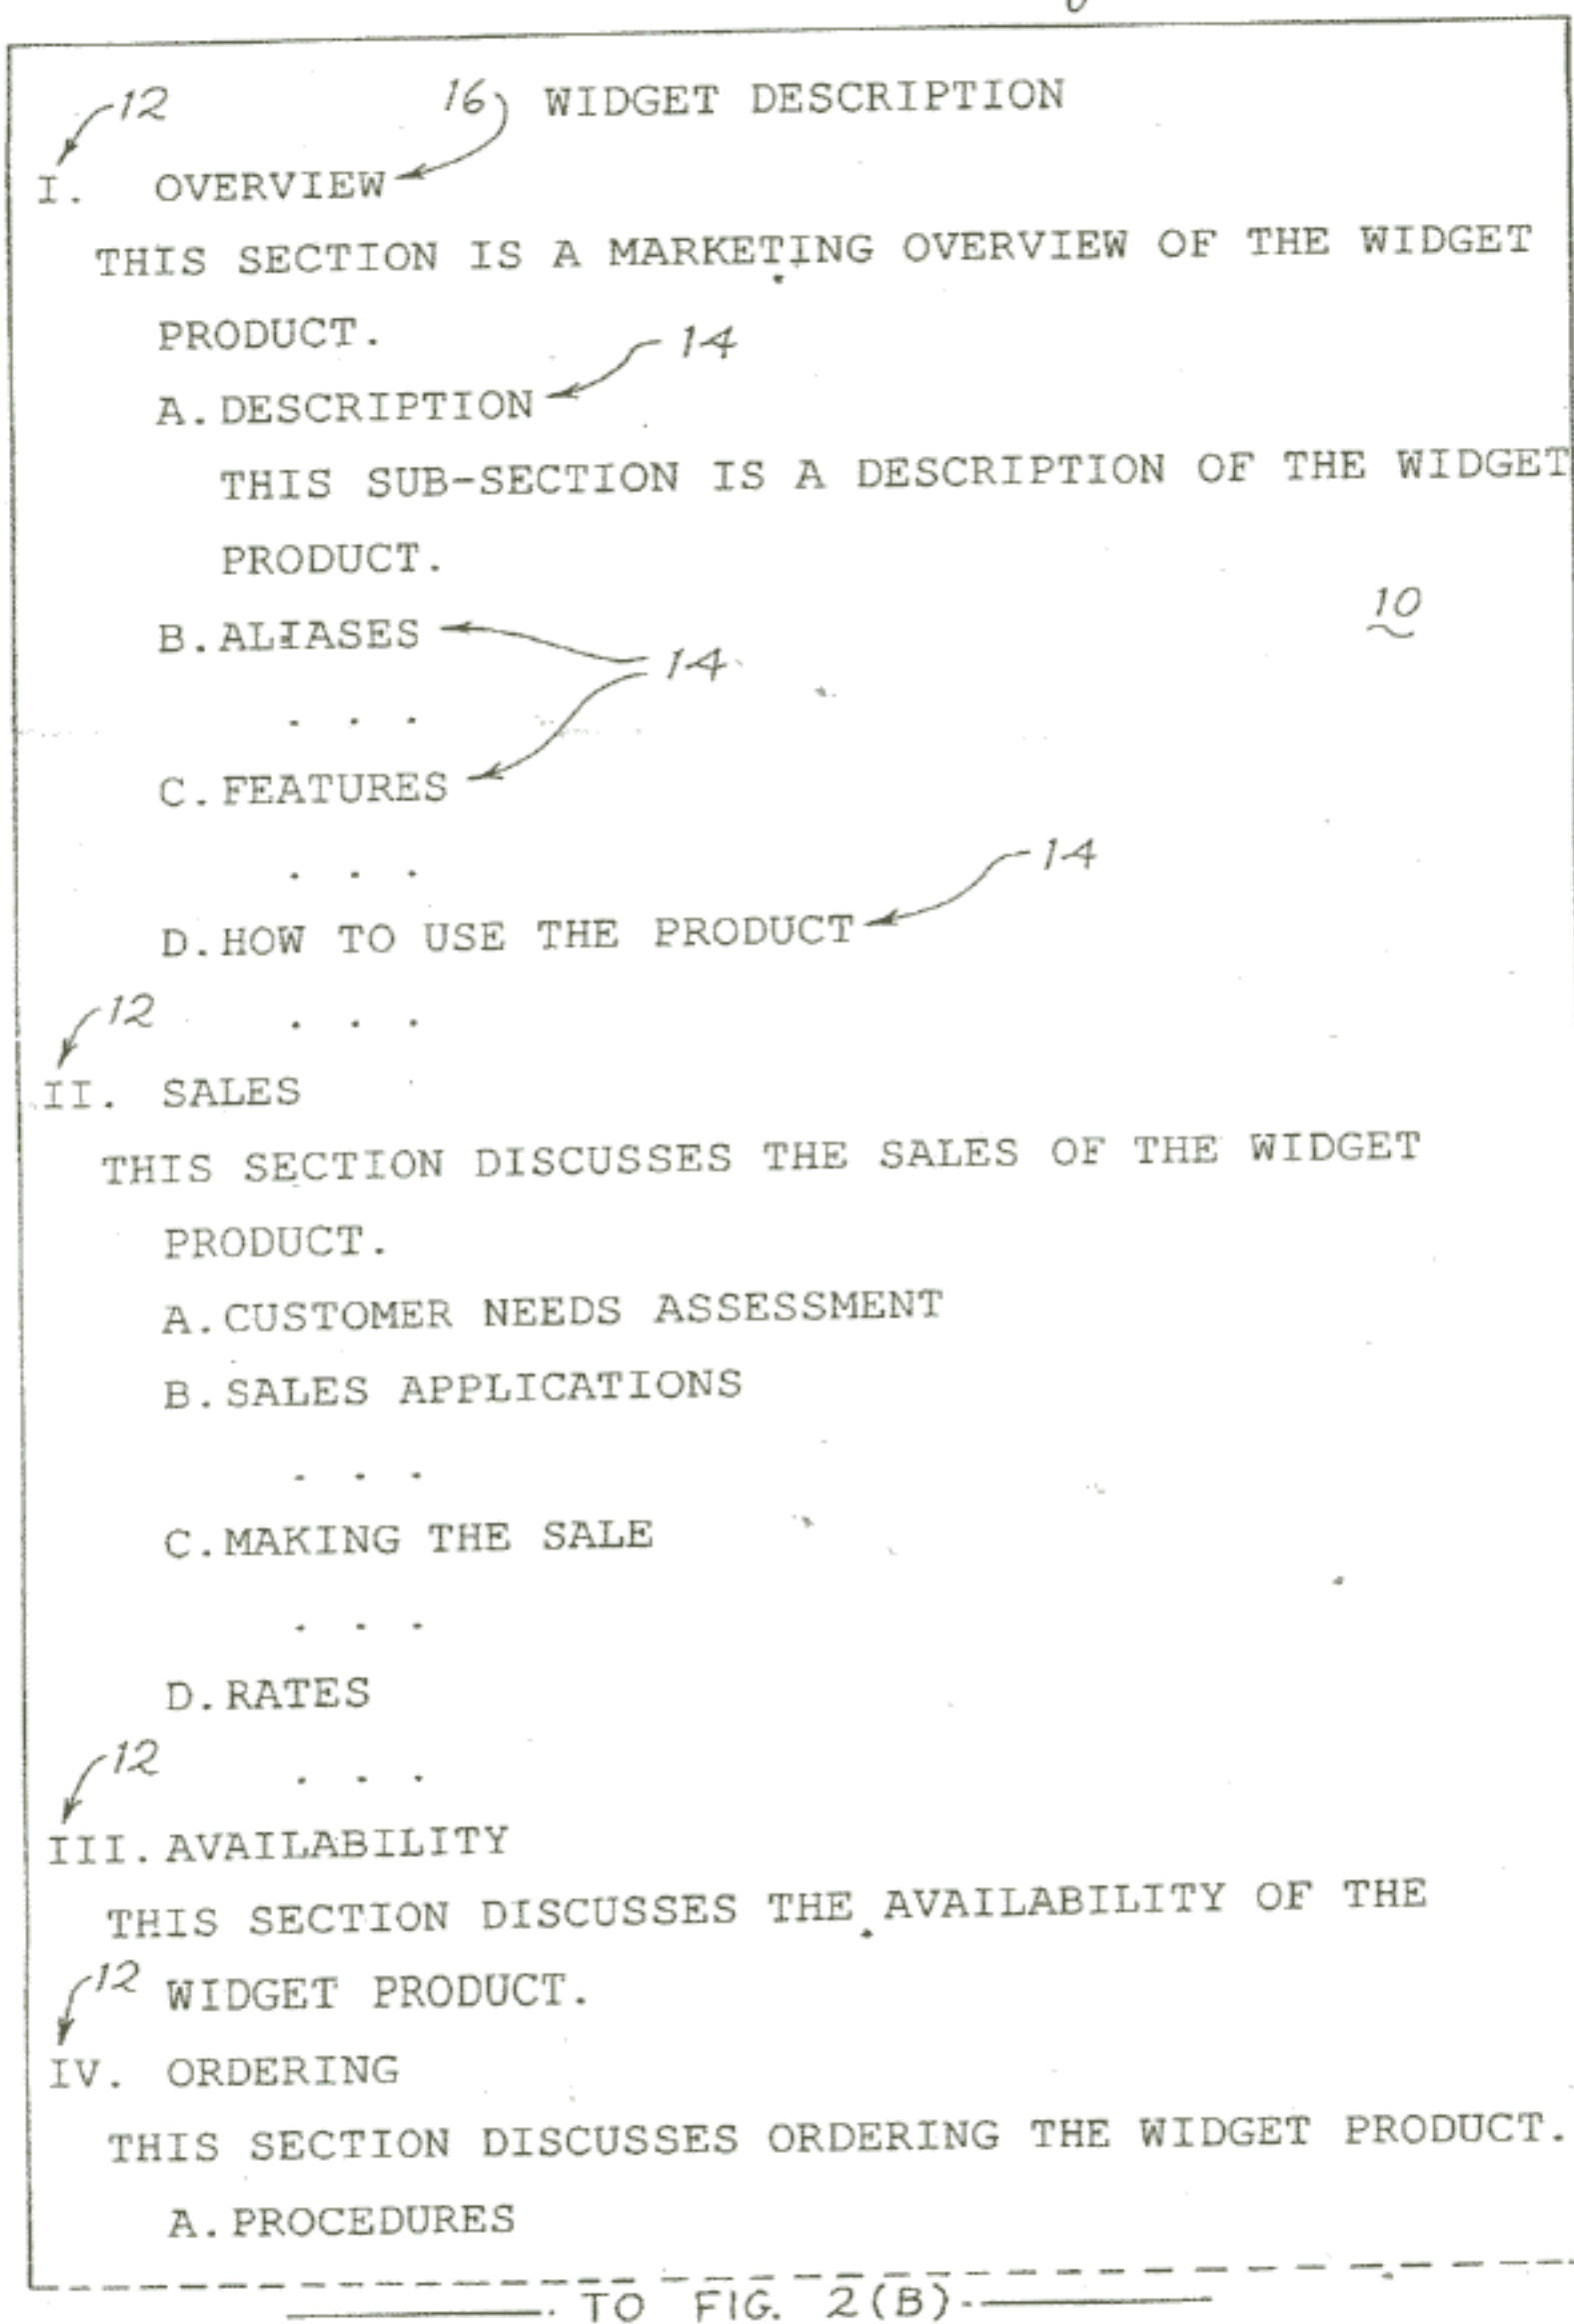 12 16 WIDGET DESCRIPTION
I. OVERVIEW
THIS SECTION IS A MARKETING OVERVIEW OF THE WIDGET
PRODUCT.
14
A. DESCRIPTION
THIS SUB-SECTION IS A DESCRIPTION OF THE WIDGET
PRODUCT.
10
B. ALIASES
14
. . .
C. FEATURES
14
. . .
D. HOW TO USE THE PRODUCT
12
. . .
II. SALES
THIS SECTION DISCUSSES THE SALES OF THE WIDGET
PRODUCT.
A. CUSTOMER NEEDS ASSESSMENT
B. SALES APPLICATIONS
. . .
C. MAKING THE SALE
. . .
D. RATES
12
. . .
III. AVAILABILITY
THIS SECTION DISCUSSES THE AVAILABILITY OF THE
12 WIDGET PRODUCT.
IV. ORDERING
THIS SECTION DISCUSSES ORDERING THE WIDGET PRODUCT.
A. PROCEDURES
TO FIG. 2(B)